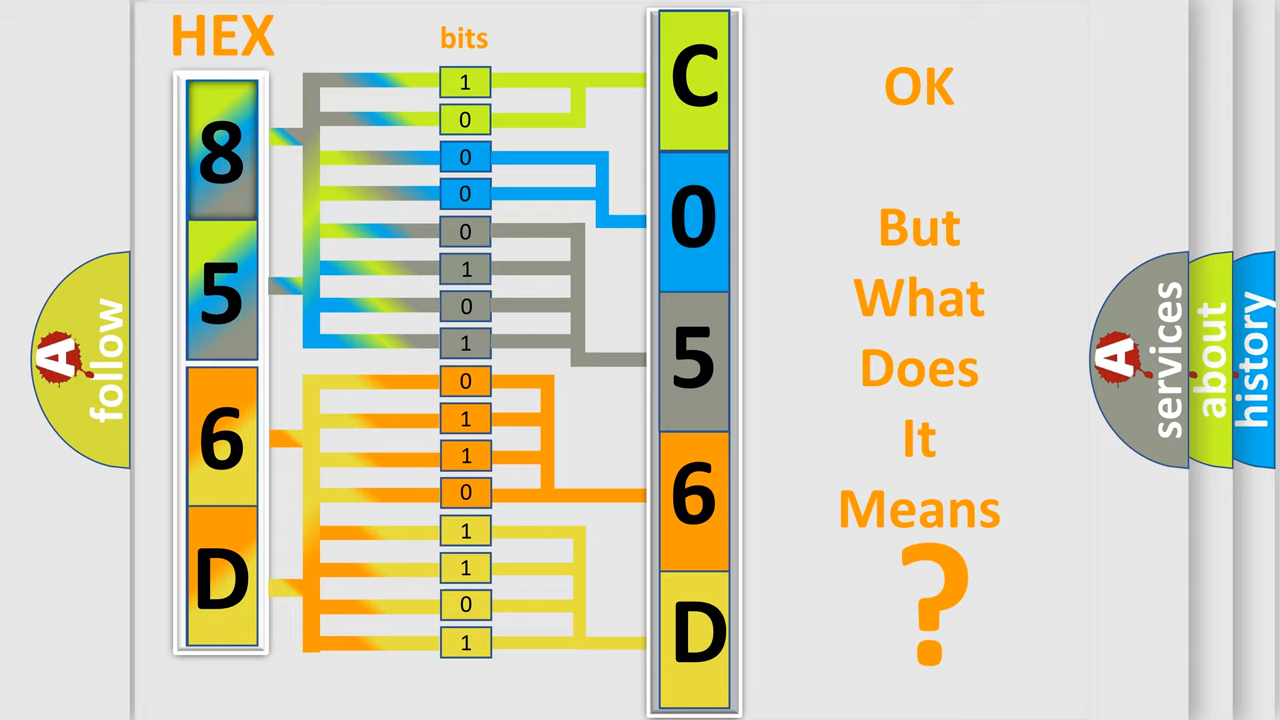 HEX
bits
8
5
6
D
1
0
0
0
0
1
0
1
0
1
1
0
1
1
0
1
C
0
5
6
D
OK
But
What
Does
It
Means
?
A
follow
A
services
about
history